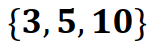 {3, 5, 10}